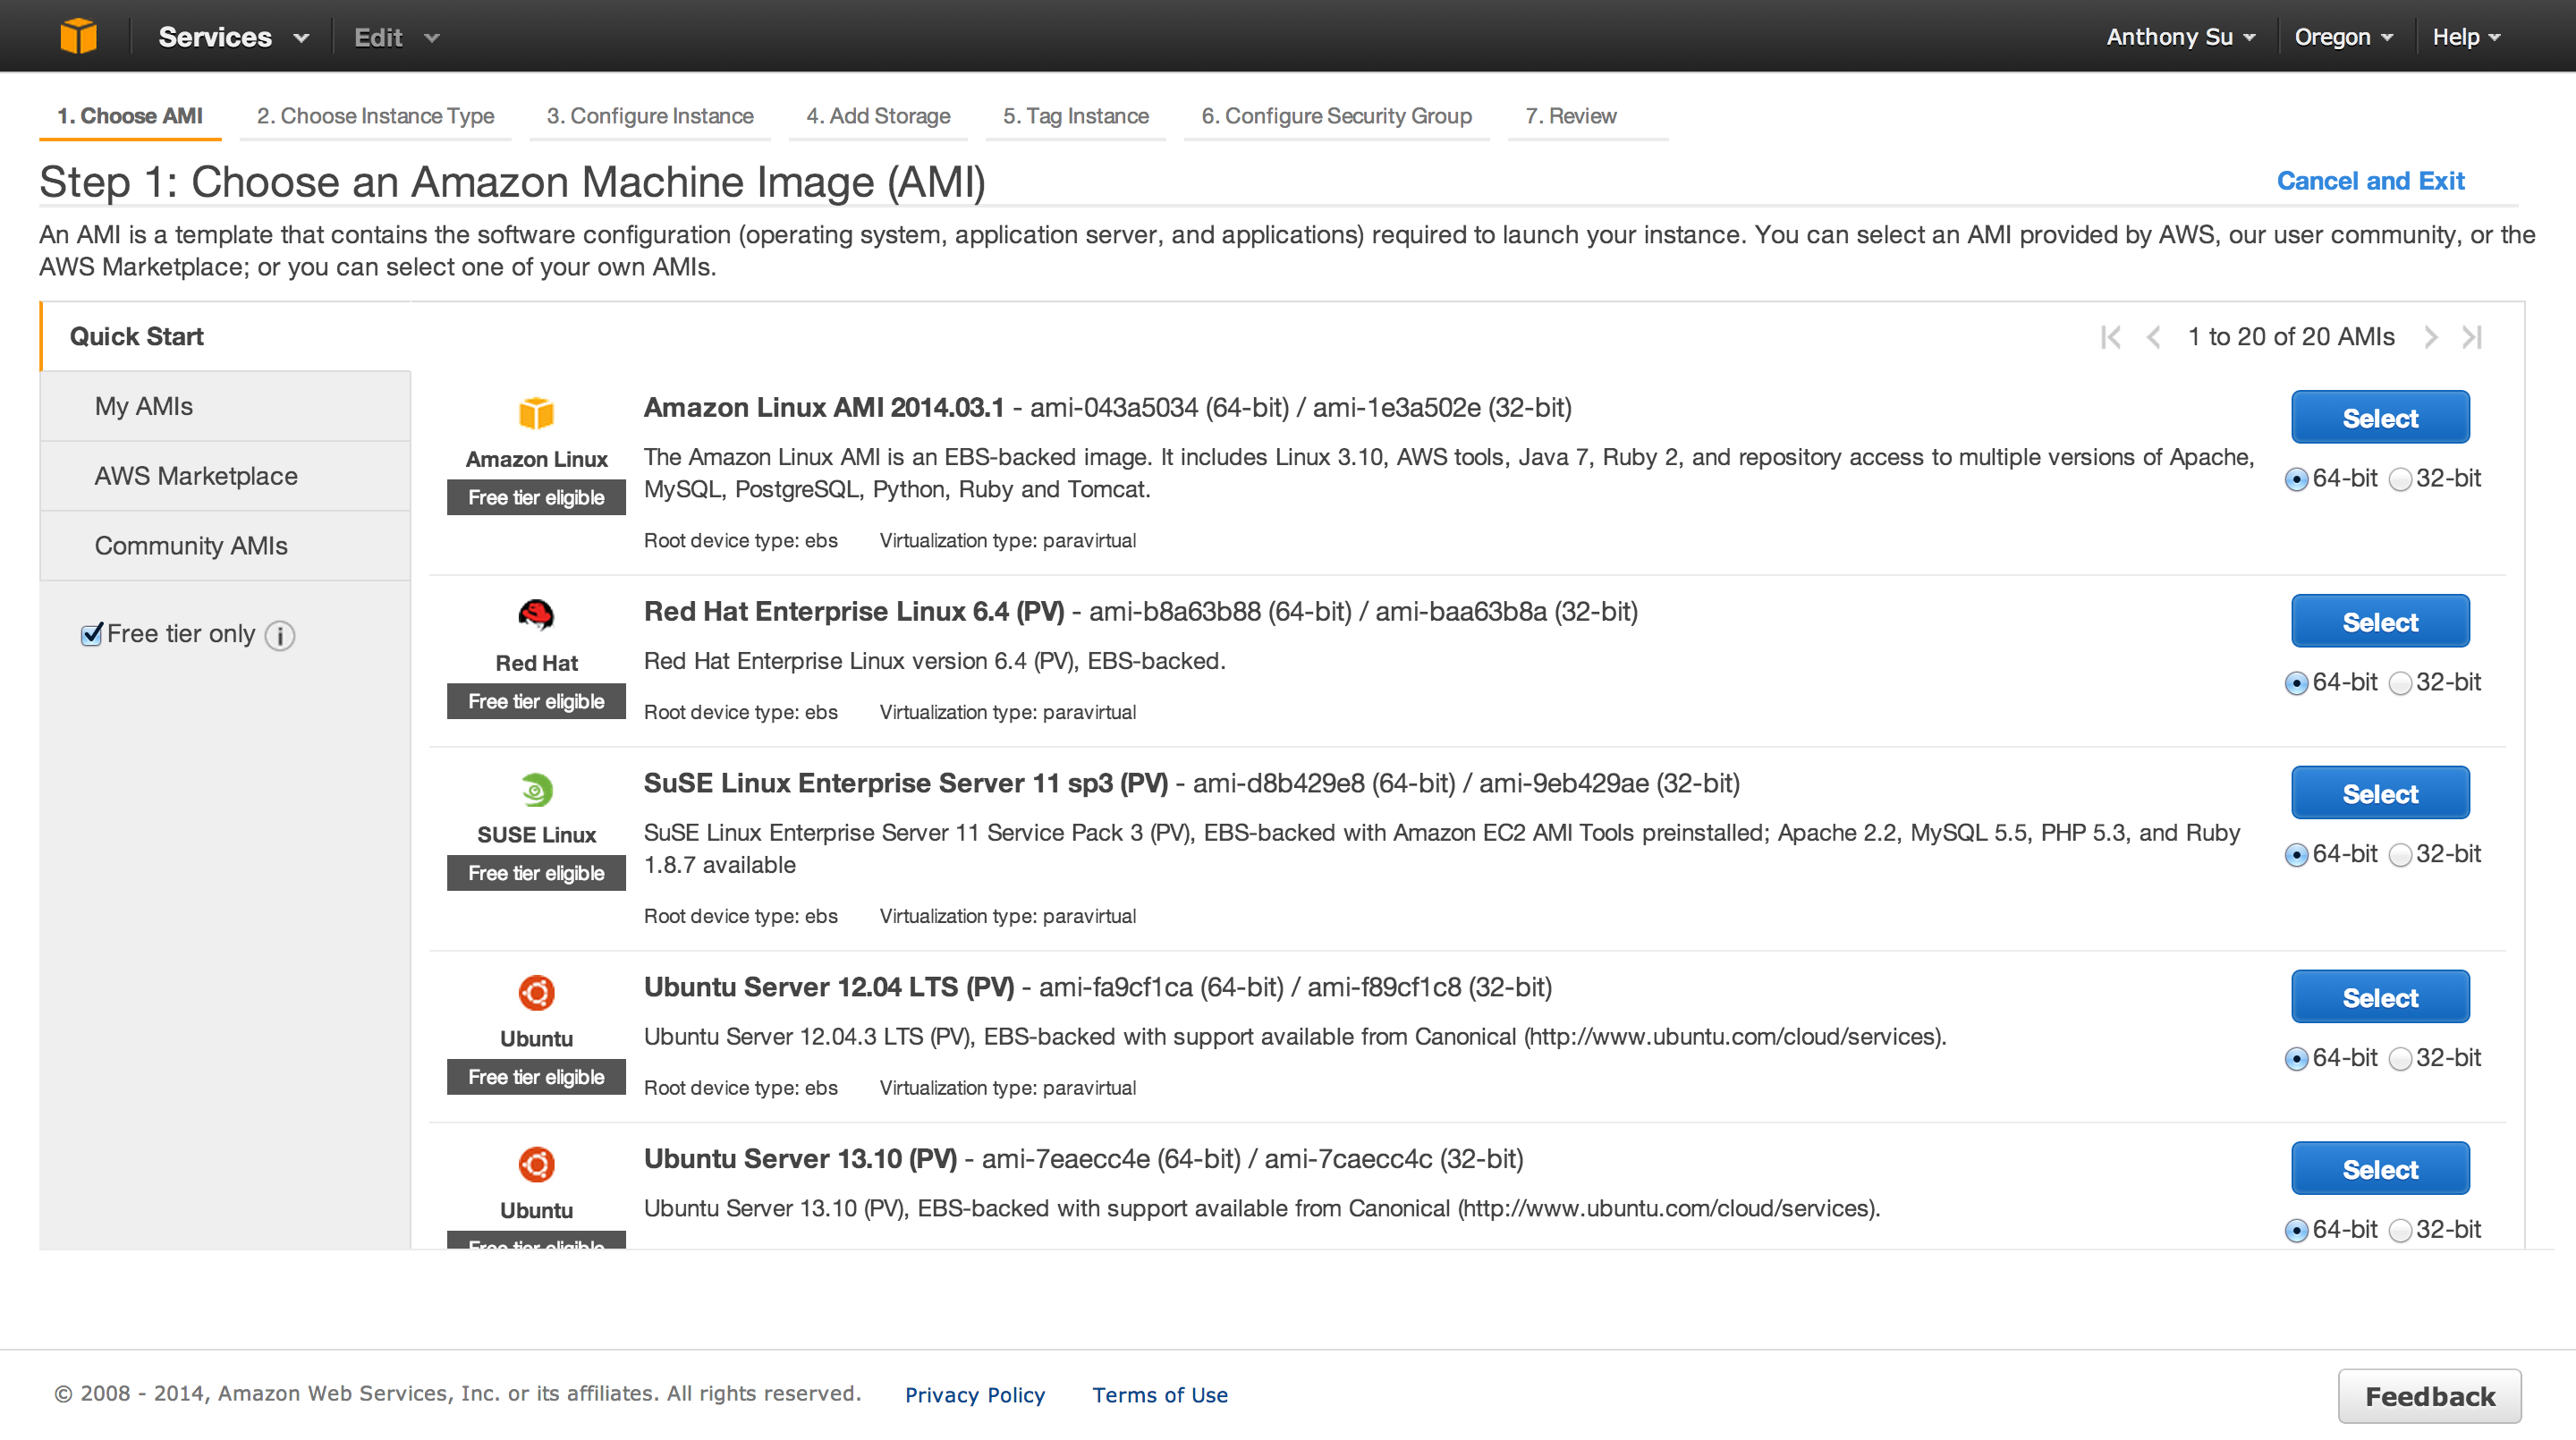 Services Edit Anthony Su Oregon Help
1. Choose AMI 2. Choose Instance Type 3. Configure Instance 4. Add Storage 5. Tag Instance 6. Configure Security Group 7. Review
Step 1: Choose an Amazon Machine Image (AMI)
Cancel and Exit
An AMI is a template that contains the software configuration (operating system, application server, and applications) required to launch your instance. You can select an AMI provided by AWS, our user community, or the
AWS Marketplace; or you can select one of your own AMIs.
Quick Start
My AMIs
AWS Marketplace
Community AMIs
Free tier only
1 to 20 of 20 AMIs
Amazon Linux
Free tier eligible
Amazon Linux AMI 2014.03.1 - ami-043a5034 (64-bit) / ami-1e3a502e (32-bit)
The Amazon Linux AMI is an EBS-backed image. It includes Linux 3.10, AWS tools, Java 7, Ruby 2, and repository access to multiple versions of Apache,
MySQL, PostgreSQL, Python, Ruby and Tomcat.
Root device type: ebs Virtualization type: paravirtual
Select
64-bit 32-bit
Red Hat
Free tier eligible
Red Hat Enterprise Linux 6.4 (PV) - ami-b8a63b88 (64-bit) / ami-baa63b8a (32-bit)
Red Hat Enterprise Linux version 6.4 (PV), EBS-backed.
Root device type: ebs Virtualization type: paravirtual
Select
64-bit 32-bit
SUSE Linux
Free tier eligible
SuSE Linux Enterprise Server 11 sp3 (PV) - ami-d8b429e8 (64-bit) / ami-9eb429ae (32-bit)
SuSE Linux Enterprise Server 11 Service Pack 3 (PV), EBS-backed with Amazon EC2 AMI Tools preinstalled; Apache 2.2, MySQL 5.5, PHP 5.3, and Ruby
1.8.7 available
Root device type: ebs Virtualization type: paravirtual
Select
64-bit 32-bit
Ubuntu
Free tier eligible
Ubuntu Server 12.04 LTS (PV) - ami-fa9cf1ca (64-bit) / ami-f89cf1c8 (32-bit)
Ubuntu Server 12.04.3 LTS (PV), EBS-backed with support available from Canonical (http://www.ubuntu.com/cloud/services).
Root device type: ebs Virtualization type: paravirtual
Select
64-bit 32-bit
Ubuntu
Free tier eligible
Ubuntu Server 13.10 (PV) - ami-7eaecc4e (64-bit) / ami-7caecc4c (32-bit)
Ubuntu Server 13.10 (PV), EBS-backed with support available from Canonical (http://www.ubuntu.com/cloud/services).
Select
64-bit 32-bit
© 2008 - 2014, Amazon Web Services, Inc. or its affiliates. All rights reserved. Privacy Policy Terms of Use
Feedback